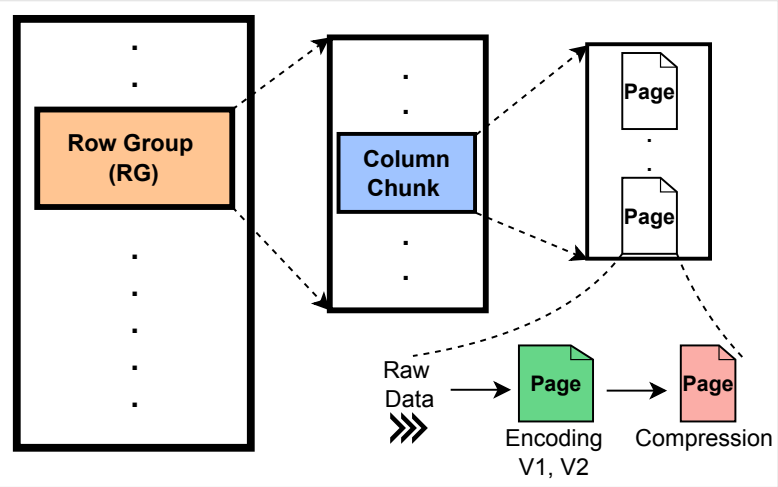 Row Group
(RG)
Column
Chunk
Page
Page
Raw
Data
Page
Encoding
V1, V2
Page
Compression